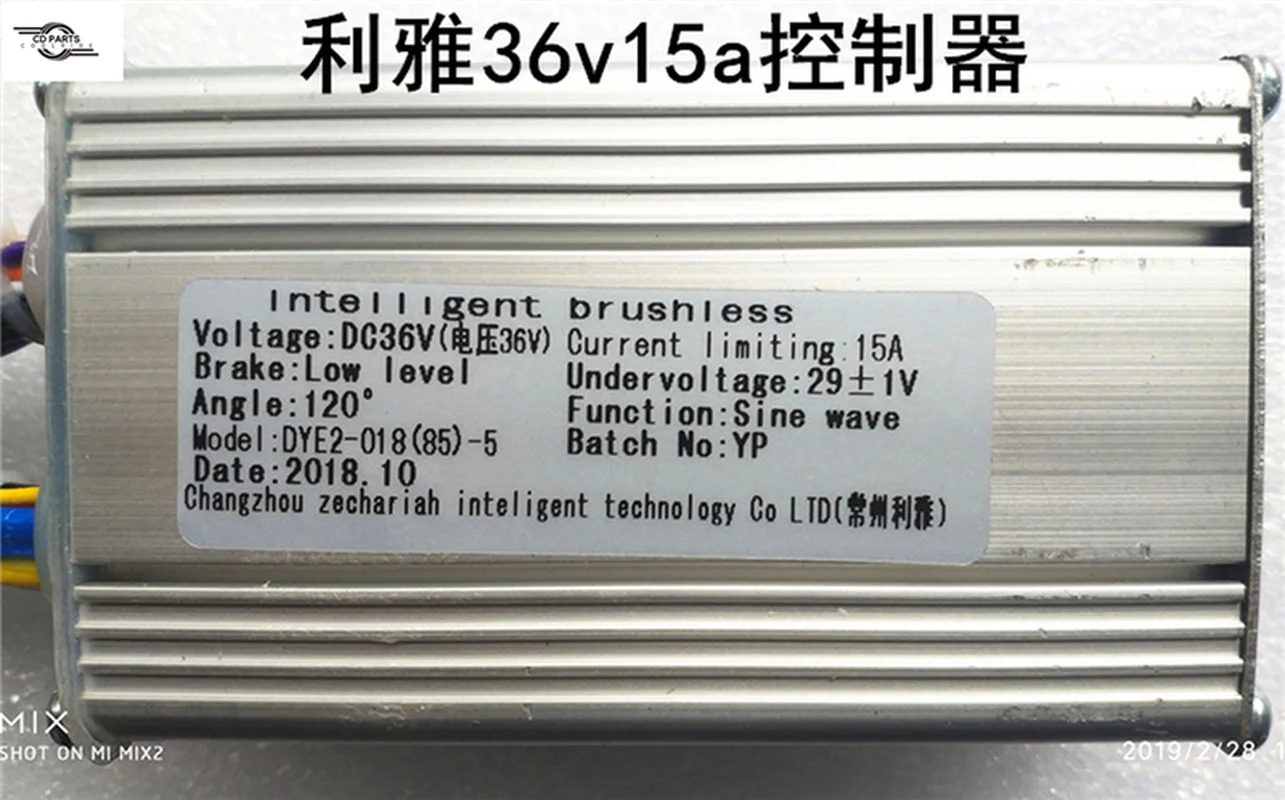 CD PARTS
COOLRIDE
利雅36v15a控制器
Intelligent brushless
Voltage:DC36V(电压36V) Current limiting:15A
Brake:Low level Undervoltage:29±1V
Angle:120° Function:Sine wave
Model:DYE2-018(85)-5 Batch No:YP
Date:2018.10
Changzhou zechariah inteligent technology Co LTD(常州利雅)
MIX
SHOT ON MI MIX2
2019/2/28